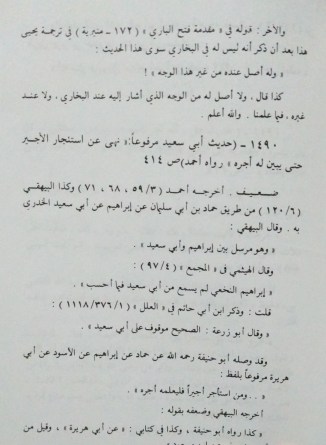 والآخر : قوله في « مقدمة فتح الباري » ( ١٧٢ ـ منيرية ) في ترجمة يحيى
هذا بعد أن ذكر أنه ليس له في البخاري سوى هذا الحديث :
« وله أصل عنده من غير هذا الوجه » !
كذا قال ، ولا أصل له من الوجه الذي أشار إليه عند البخاري ، ولا عند
غيره ، فيما علمنا . والله أعلم .
١٤٩٠ ـ (حديث أبي سعيد مرفوعاً: « نهى عن استئجار الأجير
حتى يبين له أجره » رواه أحمد)ص ٤١٤
ضعيف . أخرجه أحمد ( ٣/ ٥٩ ، ٦٨ ، ٧١ ) وكذا البيهقي
( ٦/ ١٢٠ ) من طريق حماد بن أبي سليمان عن إبراهيم عن أبي سعيد الخدري
به . وقال البيهقي :
« وهو مرسل بين إبراهيم وأبي سعيد » .
وقال الهيثمي في « المجمع » ( ٤/ ٩٧ ) :
« إبراهيم النخعي لم يسمع من أبي سعيد فيما أحسب » .
قلت : وذكر ابن أبي حاتم في « العلل » ( ١/ ٣٧٦/ ١١١٨ ) :
« وقال أبو زرعة : الصحيح موقوف على أبي سعيد » .
وقد وصله أبو حنيفة رحمه الله عن حماد عن إبراهيم عن الأسود عن أبي
هريرة مرفوعاً بلفظ :
« . . ومن استأجر أجيراً فليعلمه أجره » .
أخرجه البيهقي وضعفه بقوله :
« كذا رواه أبو حنيفة ، وكذا في كتابي : « عن أبي هريرة » ، وقيل من